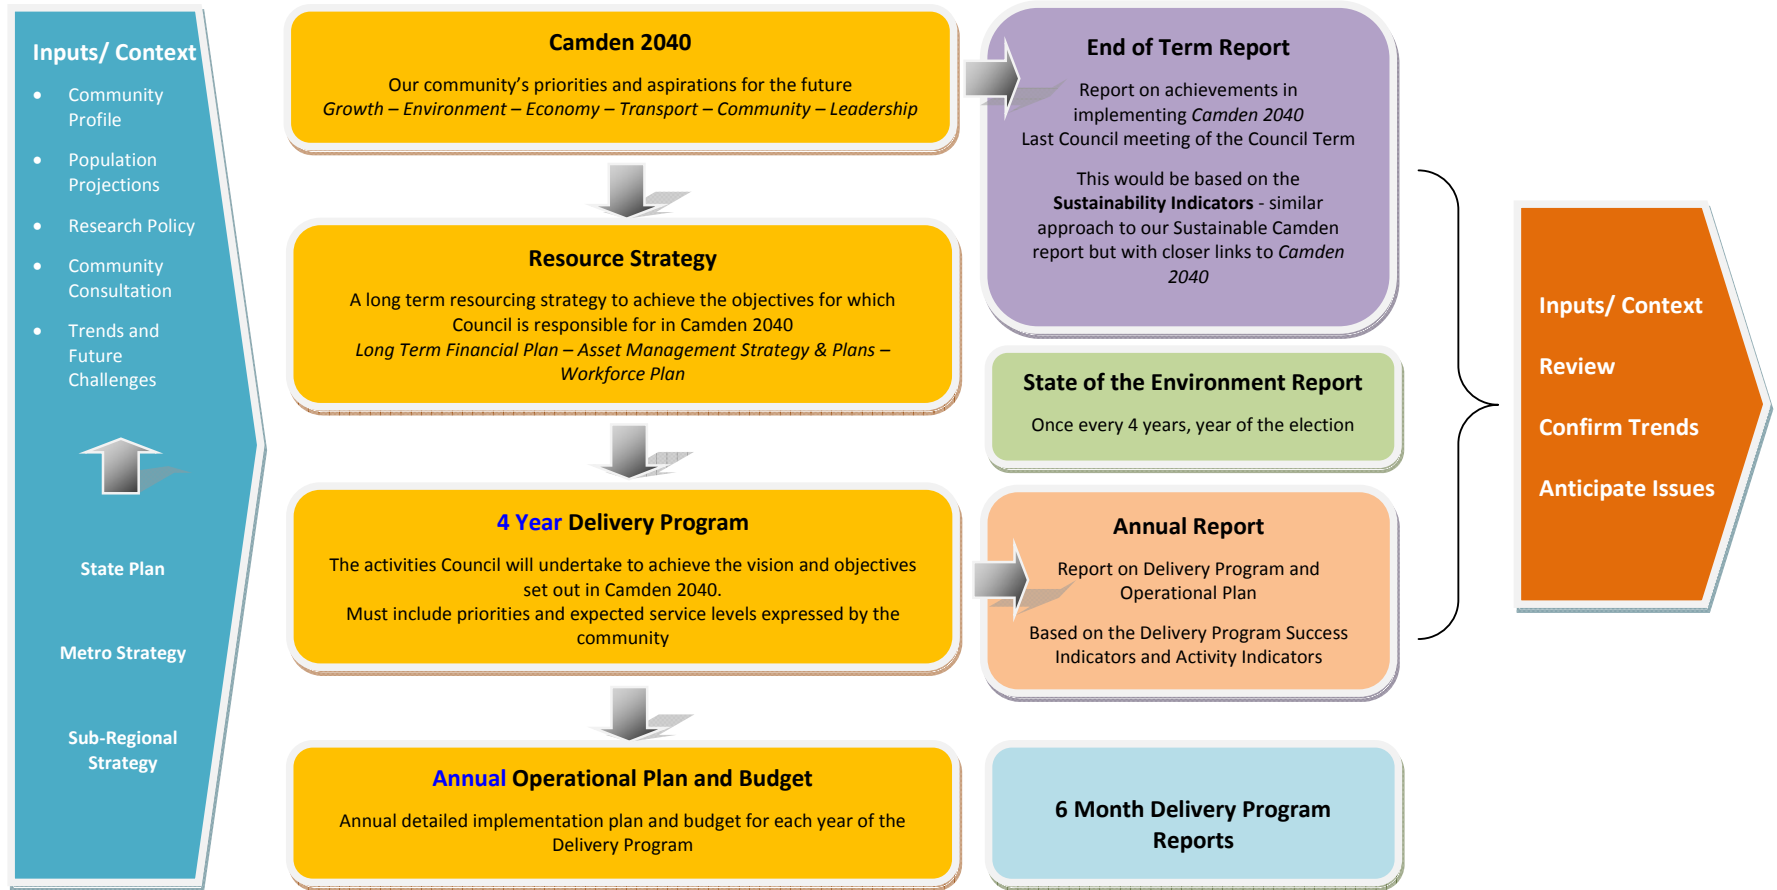 Inputs/ Context
• Community
Profile
• Population
Projections
• Research Policy
• Community
Consultation
• Trends and
Future
Challenges
State Plan
Metro Strategy
Sub-Regional
Strategy
Camden 2040
Our community’s priorities and aspirations for the future
Growth – Environment – Economy – Transport – Community – Leadership
Resource Strategy
A long term resourcing strategy to achieve the objectives for which
Council is responsible for in Camden 2040
Long Term Financial Plan – Asset Management Strategy & Plans –
Workforce Plan
4 Year Delivery Program
The activities Council will undertake to achieve the vision and objectives
set out in Camden 2040.
Must include priorities and expected service levels expressed by the
community
Annual Operational Plan and Budget
Annual detailed implementation plan and budget for each year of the
Delivery Program
End of Term Report
Report on achievements in
implementing Camden 2040
Last Council meeting of the Council Term
This would be based on the
Sustainability Indicators - similar
approach to our Sustainable Camden
report but with closer links to Camden
2040
State of the Environment Report
Once every 4 years, year of the election
Annual Report
Report on Delivery Program and
Operational Plan
Based on the Delivery Program Success
Indicators and Activity Indicators
6 Month Delivery Program
Reports
Inputs/ Context
Review
Confirm Trends
Anticipate Issues